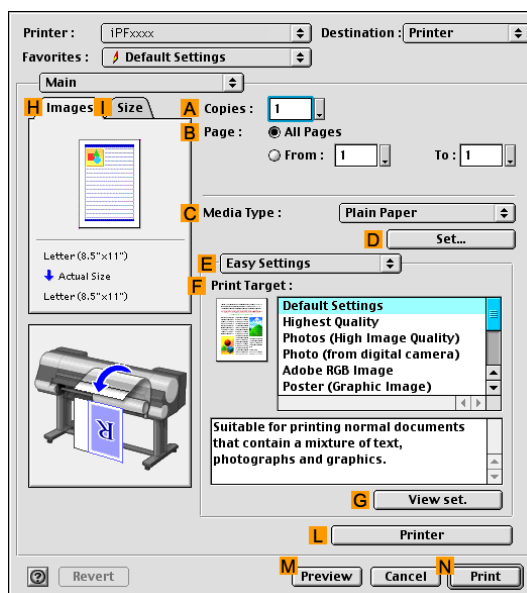 Printer : iPFxxxx Destination : Printer
Favorites : Default Settings
Main
H Images I Size
A Copies : 1
B Page : All Pages
From : 1 To : 1
C Media Type : Plain Paper
D Set...
Letter (8.5"x11")
Actual Size
Letter (8.5"x11")
E Easy Settings
F Print Target :
Default Settings
Highest Quality
Photos (High Image Quality)
Photo (from digital camera)
Adobe RGB Image
Poster (Graphic Image)
R
Suitable for printing normal documents
that contain a mixture of text,
photographs and graphics.
G View set.
L Printer
? Revert M Preview Cancel N Print